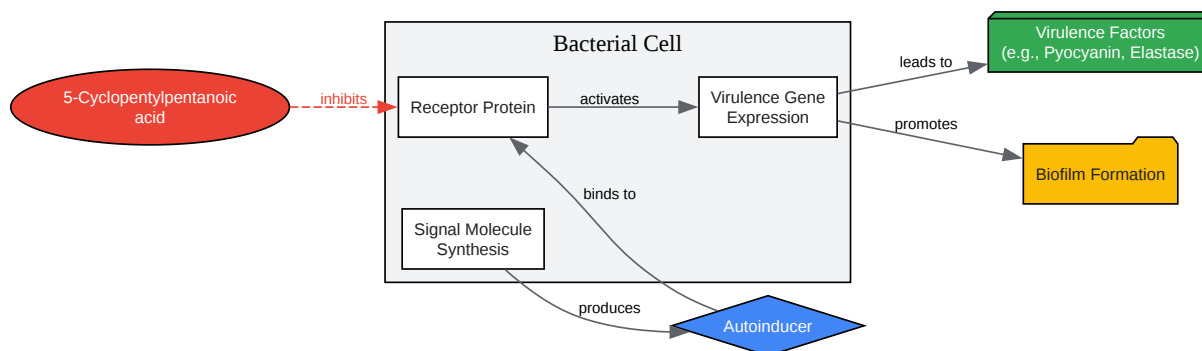 Bacterial Cell
5-Cyclopentylpentanoic
acid
inhibits
Receptor Protein
activates
Virulence Gene
Expression
leads to
Virulence Factors
(e.g., Pyocyanin, Elastase)
promotes
Biofilm Formation
binds to
Signal Molecule
Synthesis
produces
Autoinducer